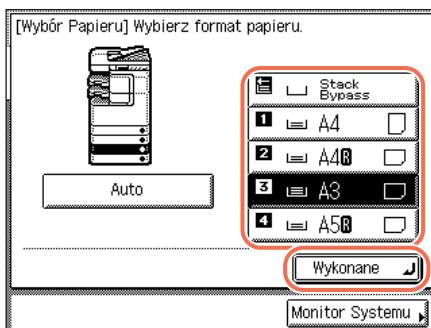 [Wybór Papieru] Wybierz format papieru.
Stack
Bypass
1 A4
2 A4R
Auto
3 A3
4 A5R
Wykonane
Monitor Systemu